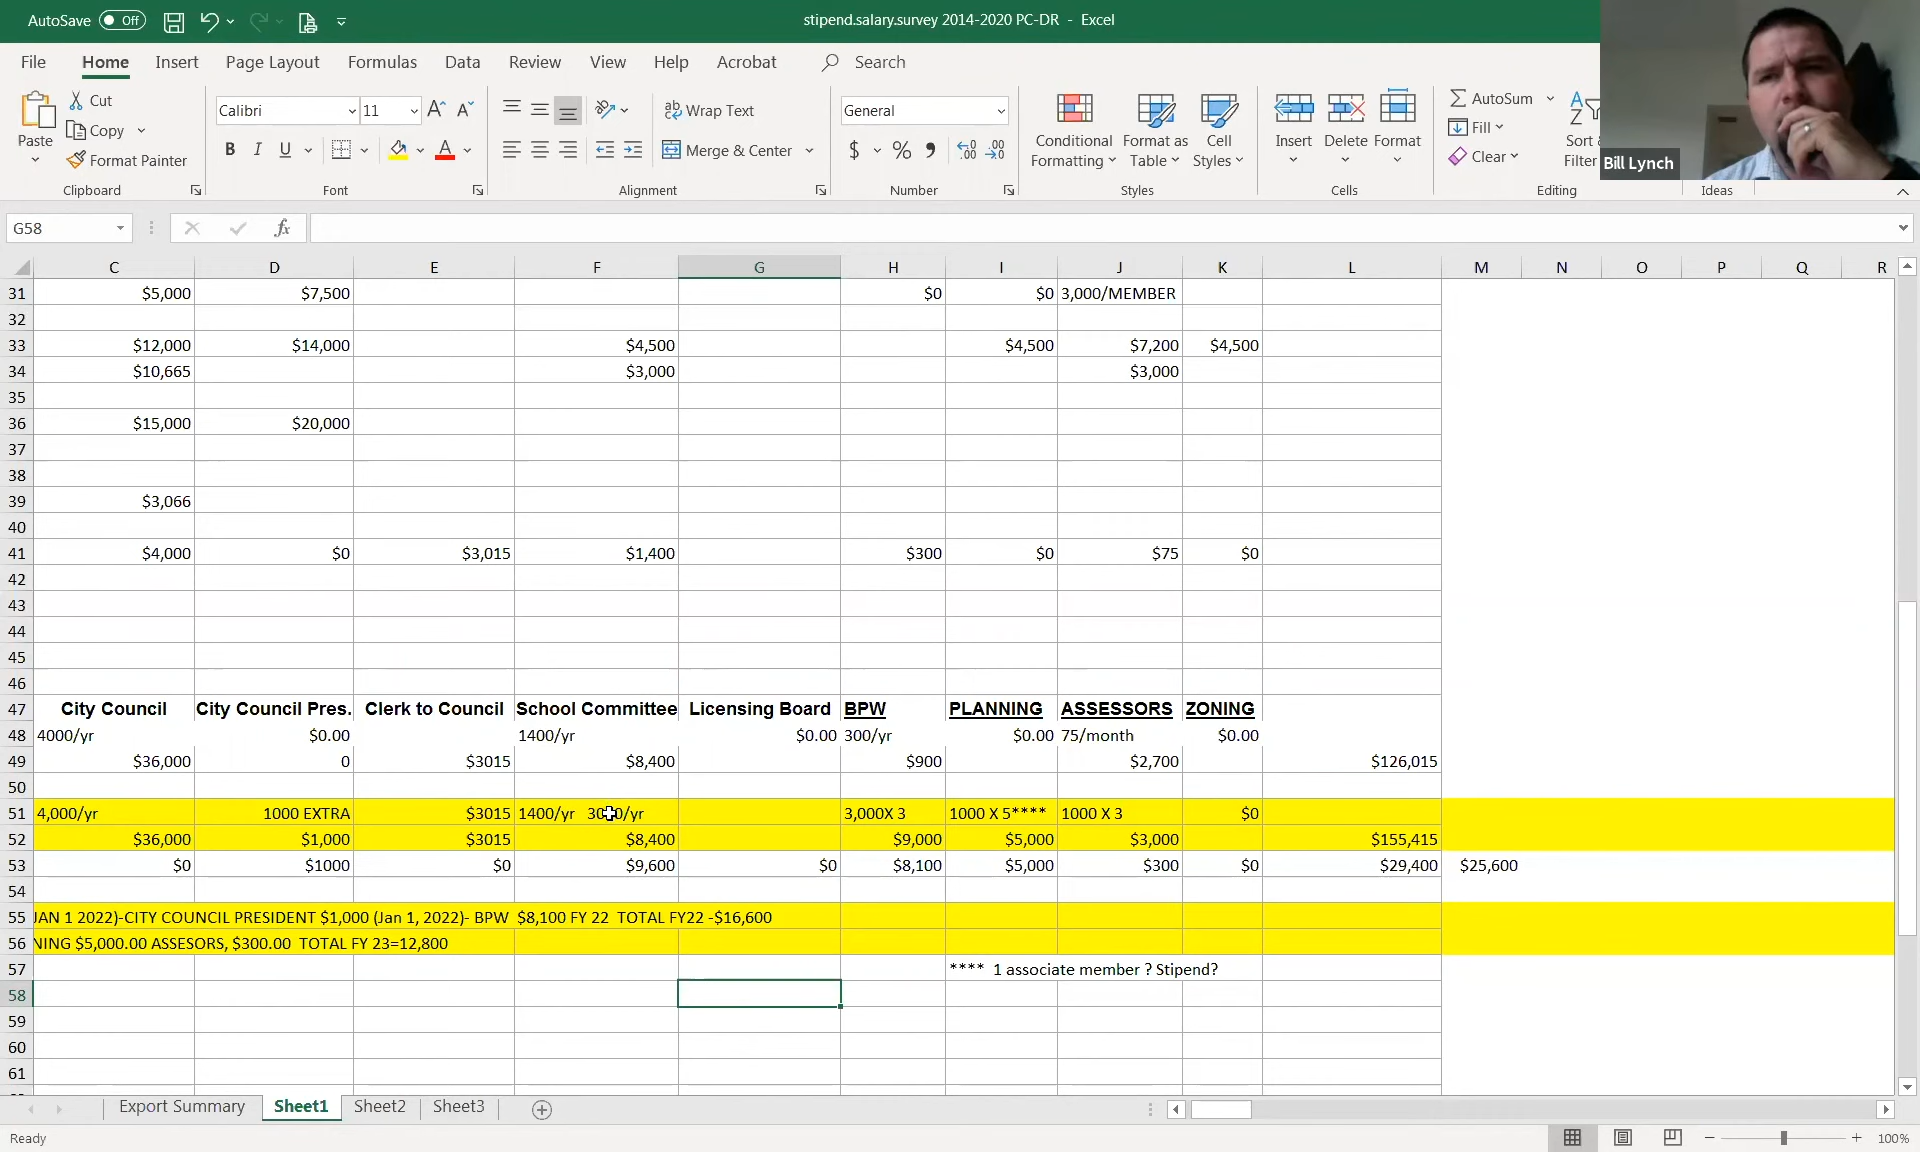 AutoSave Off stipend.salary.survey 2014-2020 PC-DR - Excel
File Home Insert Page Layout Formulas Data Review View Help Acrobat Search
Cut
Copy
Format Painter
Paste
Clipboard
Calibri 11
B I U
Font
Wrap Text
Merge & Center
Alignment
General
$ % 9
Number
Conditional Formatting
Format as Table
Cell Styles
Styles
Insert Delete Format
Cells
AutoSum
Fill
Clear
Sort
Filter
Editing
Ideas
Bill Lynch
G58 fx
C D E F G H I J K L M N O P Q R
31 $5,000 $7,500 $0 $0 3,000/MEMBER
32
33 $12,000 $14,000 $4,500 $4,500 $7,200 $4,500
34 $10,665 $3,000 $3,000
35
36 $15,000 $20,000
37
38
39 $3,066
40
41 $4,000 $0 $3,015 $1,400 $300 $0 $75 $0
42
43
44
45
46
47 City Council City Council Pres. Clerk to Council School Committee Licensing Board BPW PLANNING ASSESSORS ZONING
48 4000/yr $0.00 1400/yr $0.00 300/yr $0.00 75/month $0.00
49 $36,000 0 $3015 $8,400 $900 $2,700 $126,015
50
51 4,000/yr 1000 EXTRA $3015 1400/yr 3000/yr 3,000X 3 1000 X 5**** 1000 X 3 $0
52 $36,000 $1,000 $3015 $8,400 $9,000 $5,000 $3,000 $155,415
53 $0 $1000 $0 $9,600 $0 $8,100 $5,000 $300 $0 $29,400 $25,600
54
55 JAN 1 2022)-CITY COUNCIL PRESIDENT $1,000 (Jan 1, 2022)- BPW $8,100 FY 22 TOTAL FY22 -$16,600
56 NING $5,000.00 ASSESORS, $300.00 TOTAL FY 23=12,800
57 **** 1 associate member ? Stipend?
58
59
60
61
Export Summary Sheet1 Sheet2 Sheet3
Ready 100%